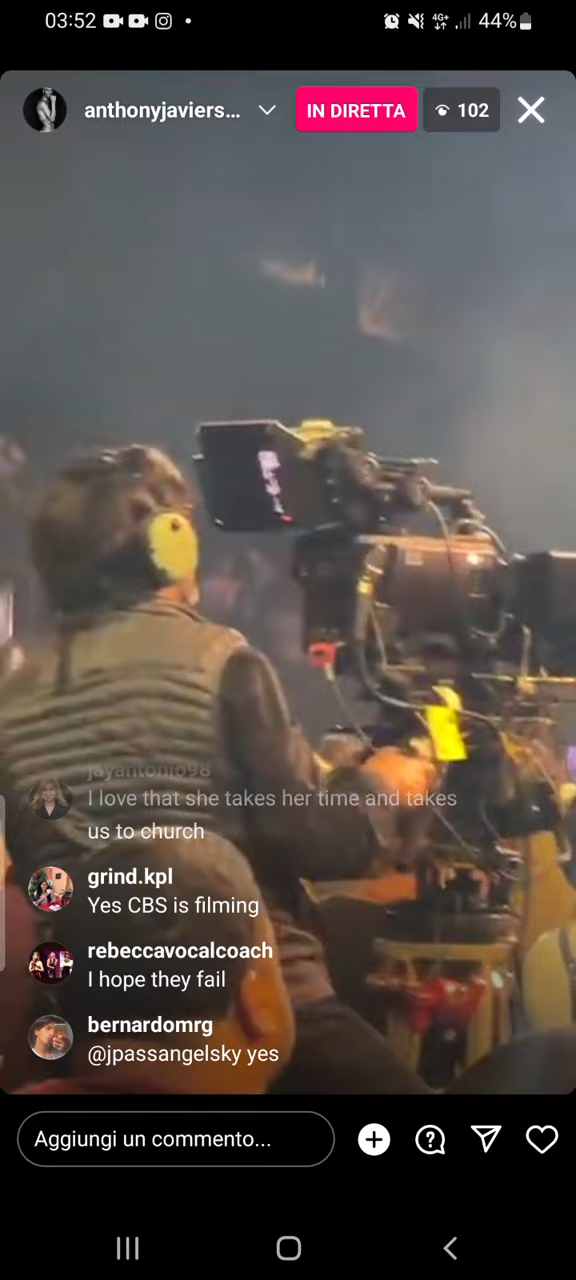 03:52
4G+
44%
anthonyjaviers...
IN DIRETTA
102
jayantonio98
I love that she takes her time and takes
us to church
grind.kpl
Yes CBS is filming
rebeccavocalcoach
I hope they fail
bernardomrg
@jpassangelsky yes
Aggiungi un commento...